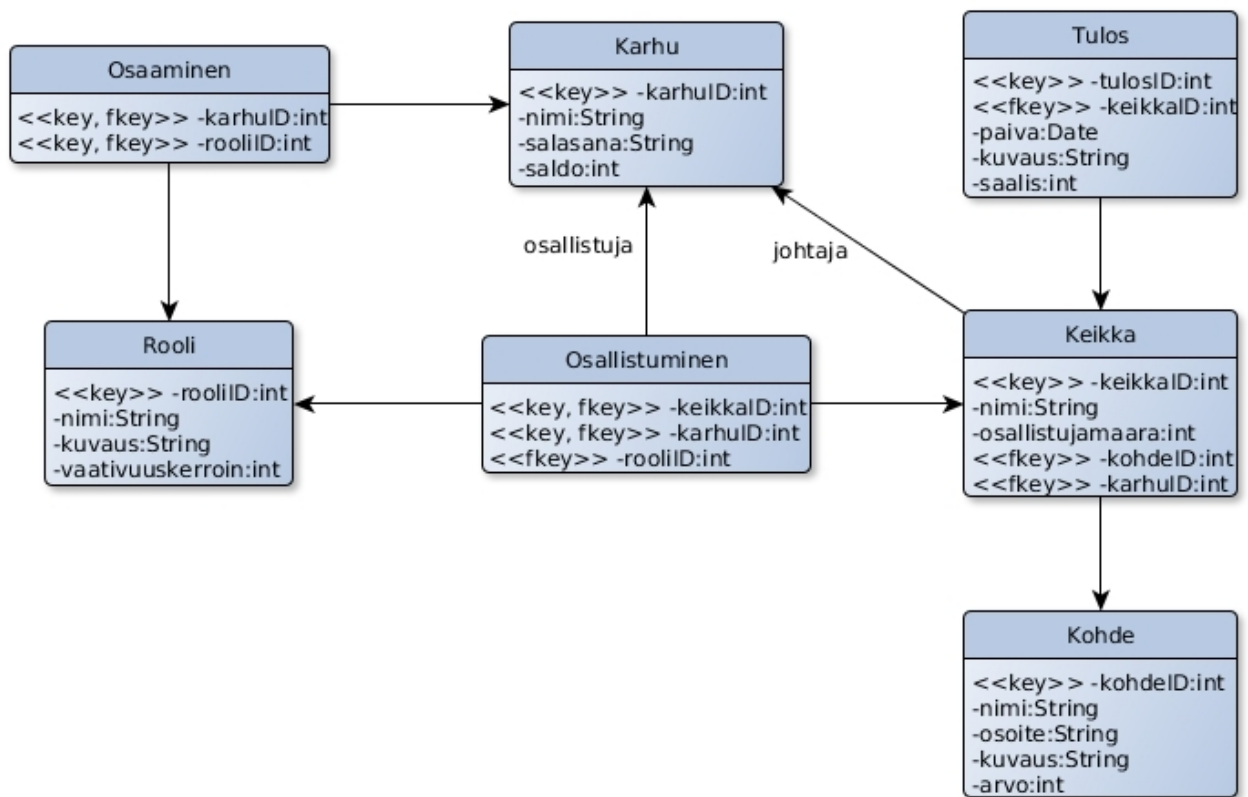 Osaaminen
<<key, fkey>> -karhuID:int
<<key, fkey>> -rooliID:int
Karhu
<<key>> -karhuID:int
-nimi:String
-salasana:String
-saldo:int
Tulos
<<key>> -tulosID:int
<<fkey>> -keikkaID:int
-paiva:Date
-kuvaus:String
-saalis:int
osallistuja
johtaja
Rooli
<<key>> -rooliID:int
-nimi:String
-kuvaus:String
-vaativuuskerroin:int
Osallistuminen
<<key, fkey>> -keikkaID:int
<<key, fkey>> -karhuID:int
<<fkey>> -rooliID:int
Keikka
<<key>> -keikkaID:int
-nimi:String
-osallistujamaara:int
<<fkey>> -kohdeID:int
<<fkey>> -karhuID:int
Kohde
<<key>> -kohdeID:int
-nimi:String
-osoite:String
-kuvaus:String
-arvo:int